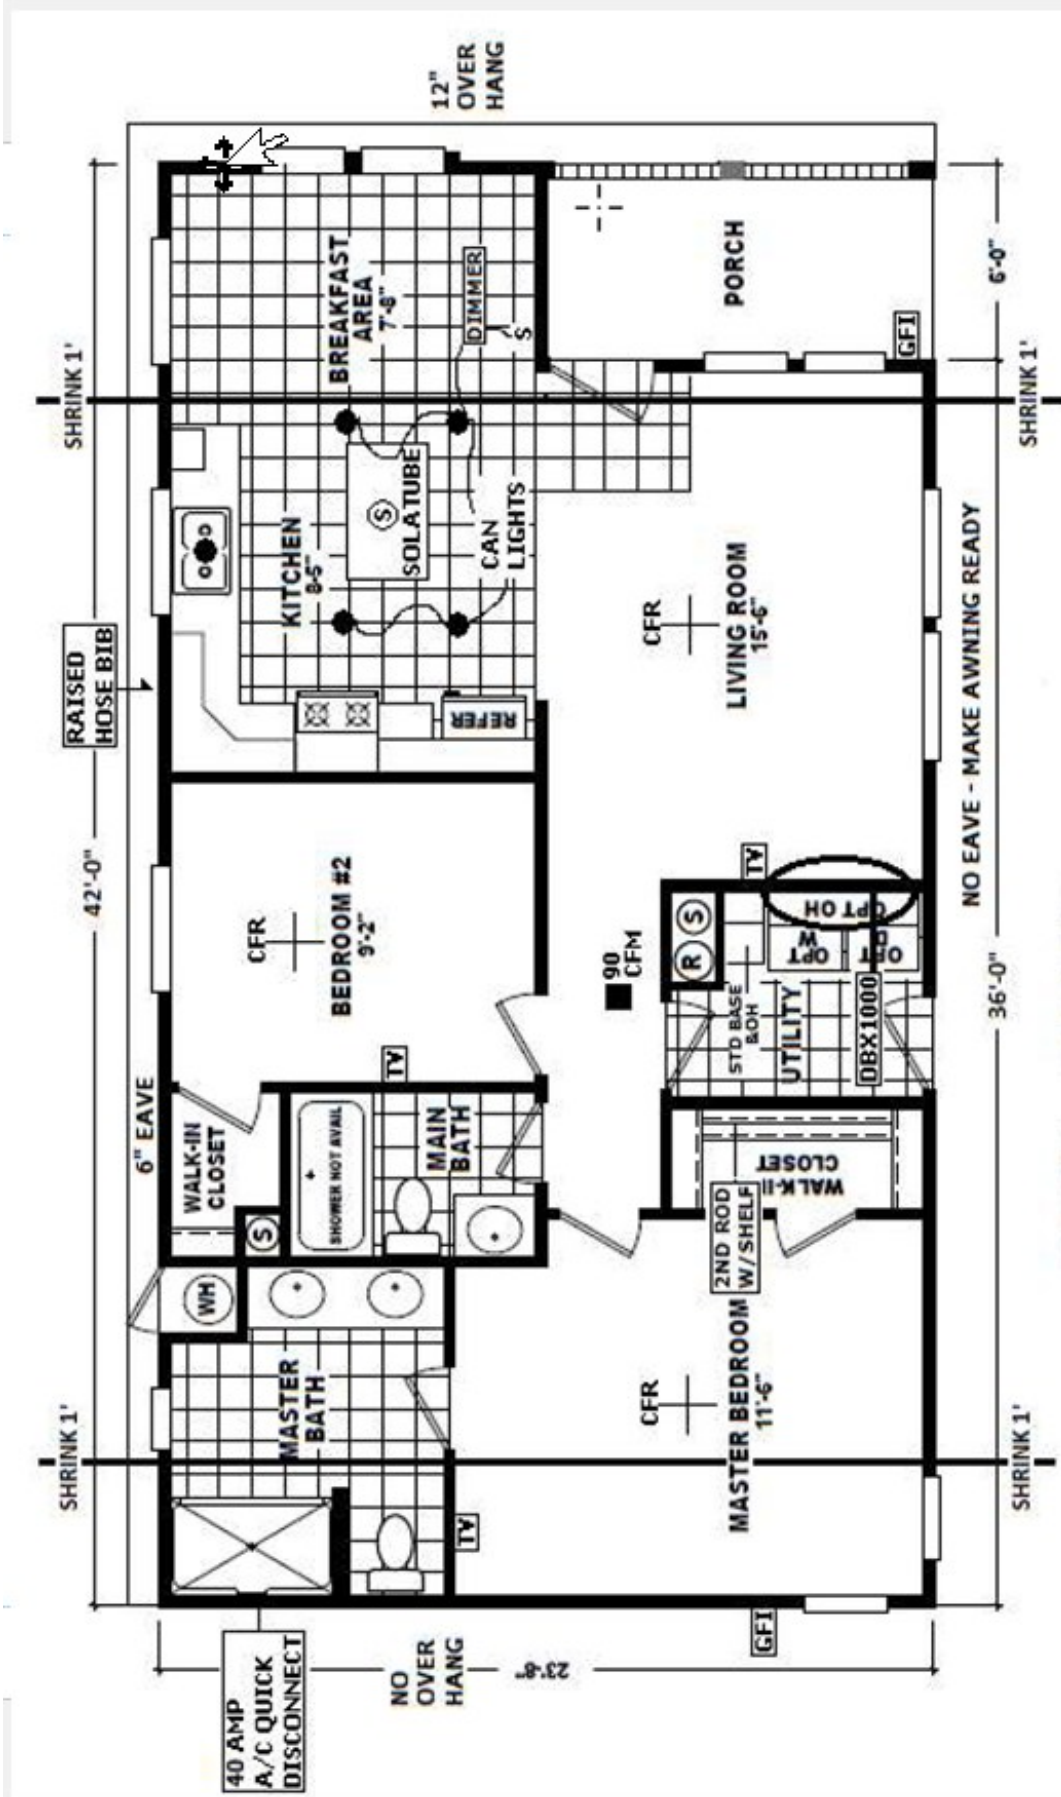 12"
OVER
HANG
SHRINK 1'
BREAKFAST
AREA
7'-8"
DIMMER
S
PORCH
6'-0"
GFI
SHRINK 1'
KITCHEN
8'-5"
S
SOLATUBE
CAN
LIGHTS
REFER
RAISED
HOSE BIB
42'-0"
CFR
LIVING ROOM
15'-6"
NO EAVE - MAKE AWNING READY
CFR
BEDROOM #2
9'-2"
TV
TV
90
CFM
R
S
OPT OH
OPT
W
OPT
D
STD BASE
&OH
UTILITY
DBX1000
36'-0"
6" EAVE
WALK-IN
CLOSET
S
SHOWER NOT AVAIL
MAIN
BATH
WALK-I
CLOSET
2ND ROD
W/SHELF
WH
MASTER
BATH
CFR
MASTER BEDROOM
11'-6"
SHRINK 1'
SHRINK 1'
TV
GFI
23'-8"
NO
OVER
HANG
40 AMP
A/C QUICK
DISCONNECT